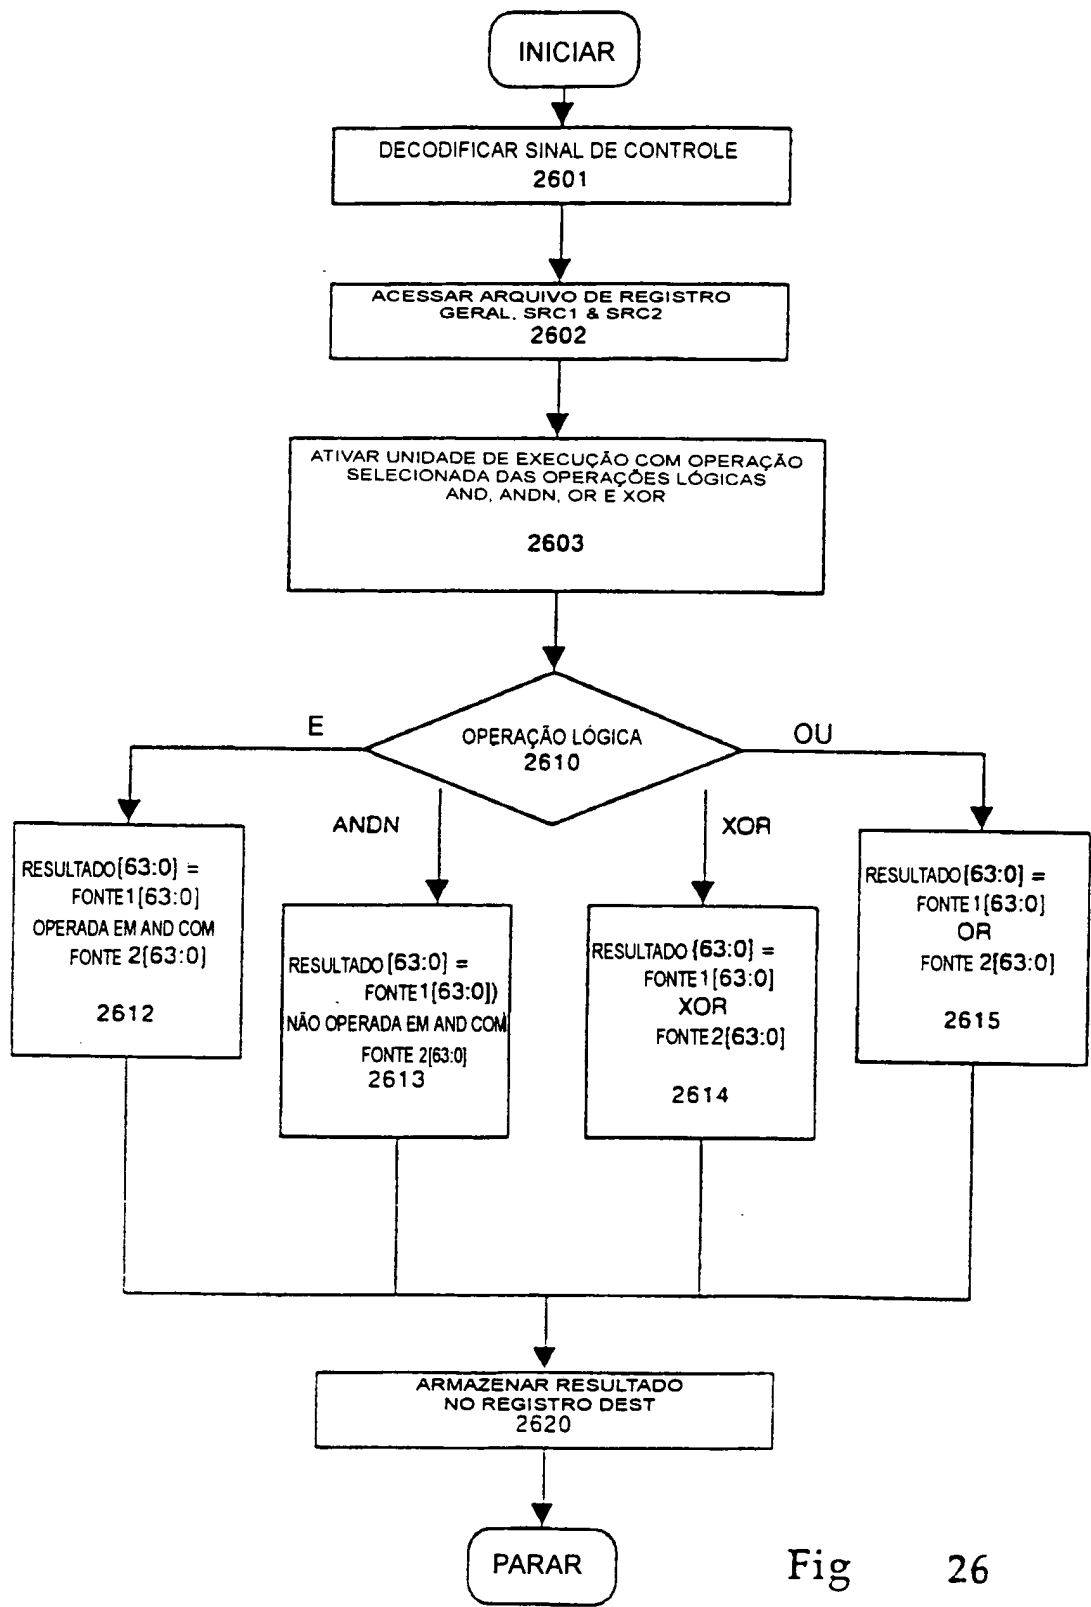 INICIAR
DECODIFICAR SINAL DE CONTROLE
2601
ACESSAR ARQUIVO DE REGISTRO
GERAL, SRC1 & SRC2
2602
ATIVAR UNIDADE DE EXECUÇÃO COM OPERAÇÃO
SELECIONADA DAS OPERAÇÕES LÓGICAS
AND, ANDN, OR E XOR
2603
OPERAÇÃO LÓGICA
2610
E
ANDN
XOR
OU
RESULTADO[63:0] =
FONTE1[63:0]
OPERADA EM AND COM
FONTE 2[63:0]
2612
RESULTADO[63:0] =
FONTE1[63:0])
NÃO OPERADA EM AND COM
FONTE 2[63:0]
2613
RESULTADO [63:0] =
FONTE1[63:0]
XOR
FONTE2[63:0]
2614
RESULTADO[63:0] =
FONTE1[63:0]
OR
FONTE 2[63:0]
2615
ARMAZENAR RESULTADO
NO REGISTRO DEST
2620
PARAR
Fig 26